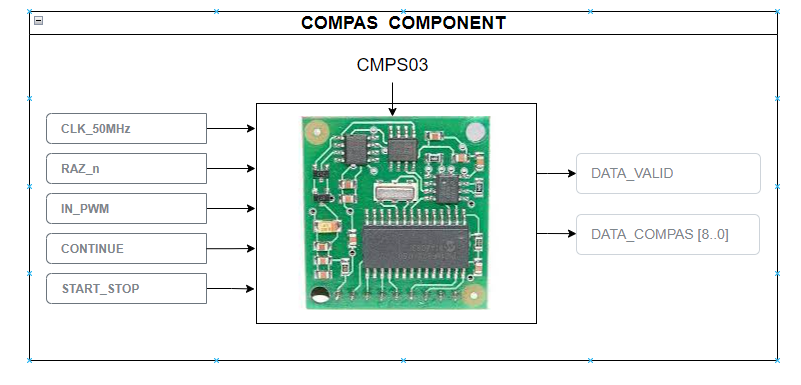 COMPAS COMPONENT
CMPS03
CLK_50MHz
RAZ_n
IN_PWM
CONTINUE
START_STOP
DATA_VALID
DATA_COMPAS [8..0]